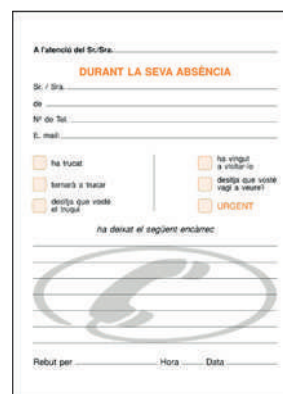 A l'atenció del Sr./Sra.
DURANT LA SEVA ABSÈNCIA
Sr. / Sra.
de
Nº de Tel.
E. mail:
ha trucat
tornarà a trucar
desitja que vostè
el truqui
ha vingut
a visitar-lo
desitja que vostè
vagi a veure'l
URGENT
ha deixat el següent encàrrec
Rebut per Hora Data